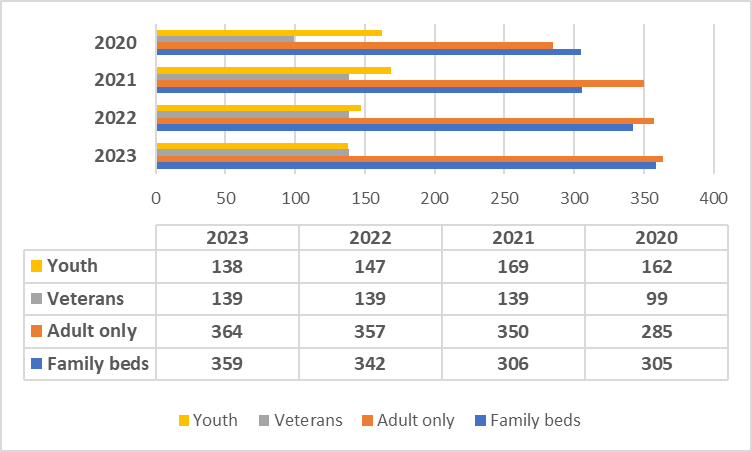 2020
2021
2022
2023
0 50 100 150 200 250 300 350 400
2023 2022 2021 2020
Youth 138 147 169 162
Veterans 139 139 139 99
Adult only 364 357 350 285
Family beds 359 342 306 305
Youth Veterans Adult only Family beds